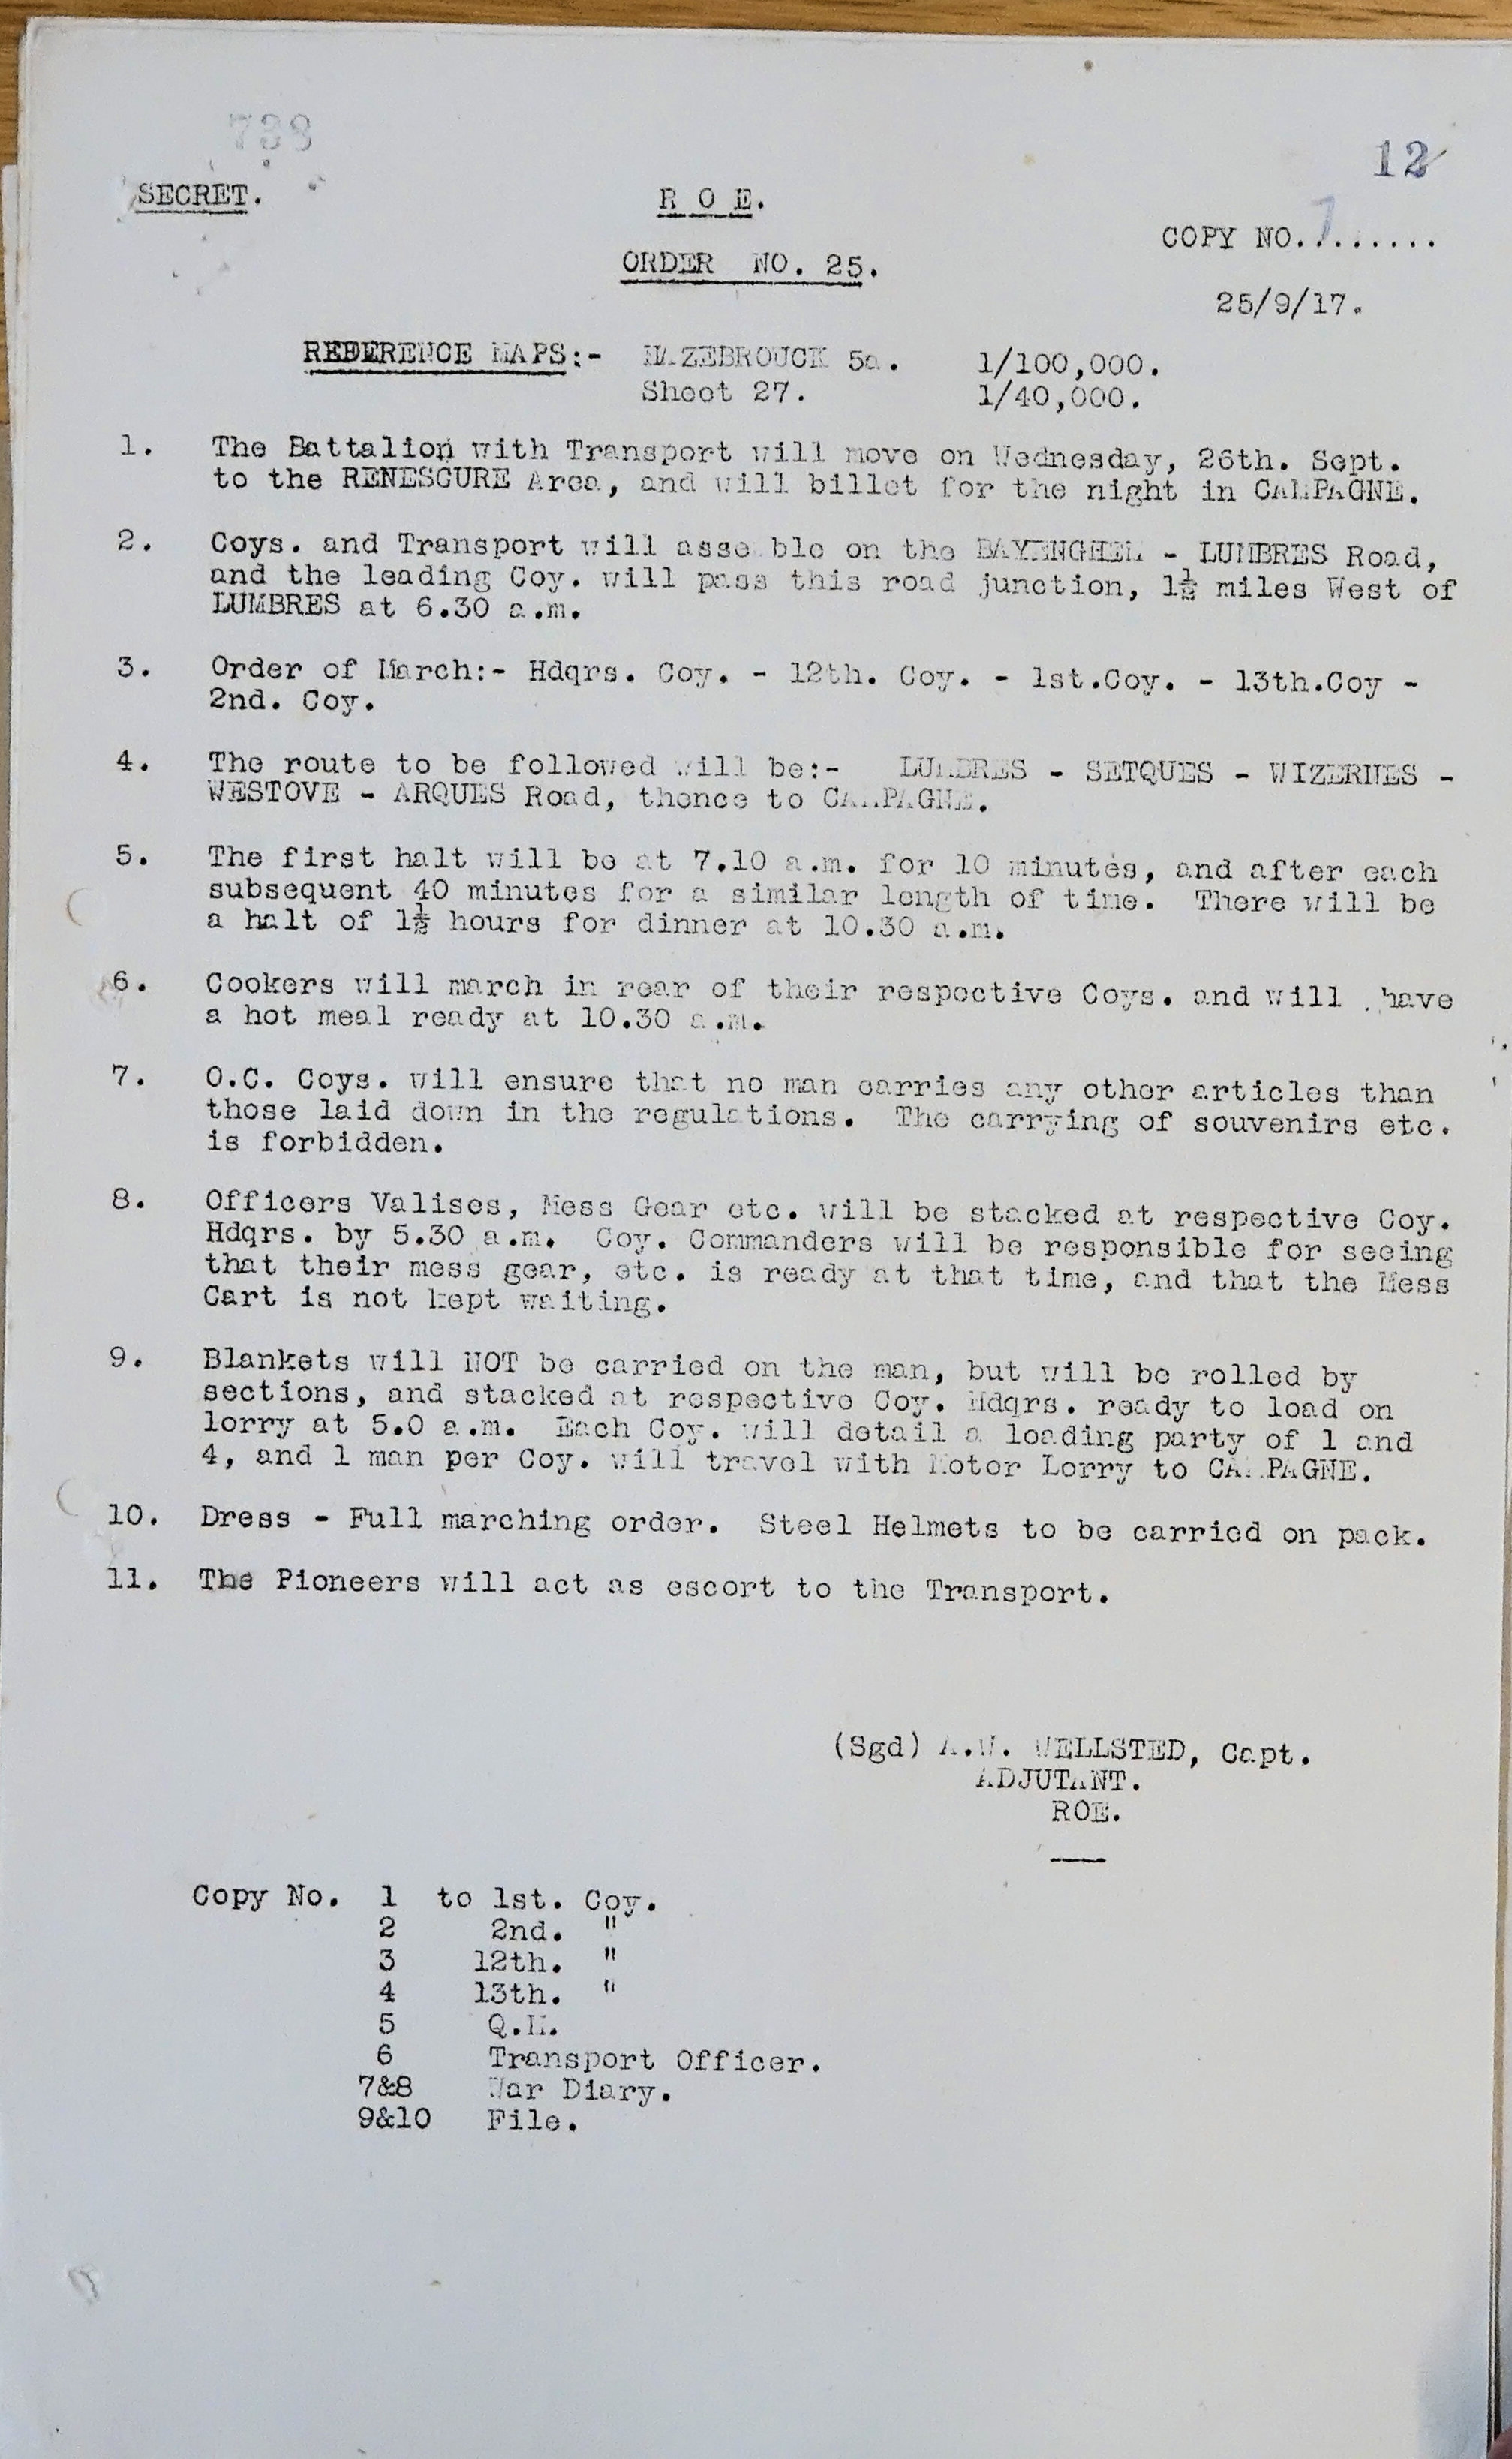 733
12
SECRET.
R O E.
COPY NO. 7........
ORDER NO. 25.
25/9/17.
REFERENCE MAPS:- HAZEBROUCK 5a. 1/100,000.
Sheet 27. 1/40,000.
1. The Battalion with Transport will move on Wednesday, 26th. Sept.
to the RENESCURE Area, and will billet for the night in CAMPAGNE.
2. Coys. and Transport will assemble on the BAYENGHEM - LUMBRES Road,
and the leading Coy. will pass this road junction, 1½ miles West of
LUMBRES at 6.30 a.m.
3. Order of March:- Hdqrs. Coy. - 12th. Coy. - 1st.Coy. - 13th.Coy -
2nd. Coy.
4. The route to be followed will be:- LUMBRES - SETQUES - WIZERNES -
WESTOVE - ARQUES Road, thence to CAMPAGNE.
5. The first halt will be at 7.10 a.m. for 10 minutes, and after each
subsequent 40 minutes for a similar length of time. There will be
a halt of 1½ hours for dinner at 10.30 a.m.
6. Cookers will march in rear of their respective Coys. and will have
a hot meal ready at 10.30 a.m.
7. O.C. Coys. will ensure that no man carries any other articles than
those laid down in the regulations. The carrying of souvenirs etc.
is forbidden.
8. Officers Valises, Mess Gear etc. will be stacked at respective Coy.
Hdqrs. by 5.30 a.m. Coy. Commanders will be responsible for seeing
that their mess gear, etc. is ready at that time, and that the Mess
Cart is not kept waiting.
9. Blankets will NOT be carried on the man, but will be rolled by
sections, and stacked at respective Coy. Hdqrs. ready to load on
lorry at 5.0 a.m. Each Coy. will detail a loading party of 1 and
4, and 1 man per Coy. will travel with Motor Lorry to CAMPAGNE.
10. Dress - Full marching order. Steel Helmets to be carried on pack.
11. The Pioneers will act as escort to the Transport.
(Sgd) A.W. WELLSTED, Capt.
ADJUTANT.
ROE.
Copy No. 1 to 1st. Coy.
2 2nd. "
3 12th. "
4 13th. "
5 Q.M.
6 Transport Officer.
7&8 War Diary.
9&10 File.